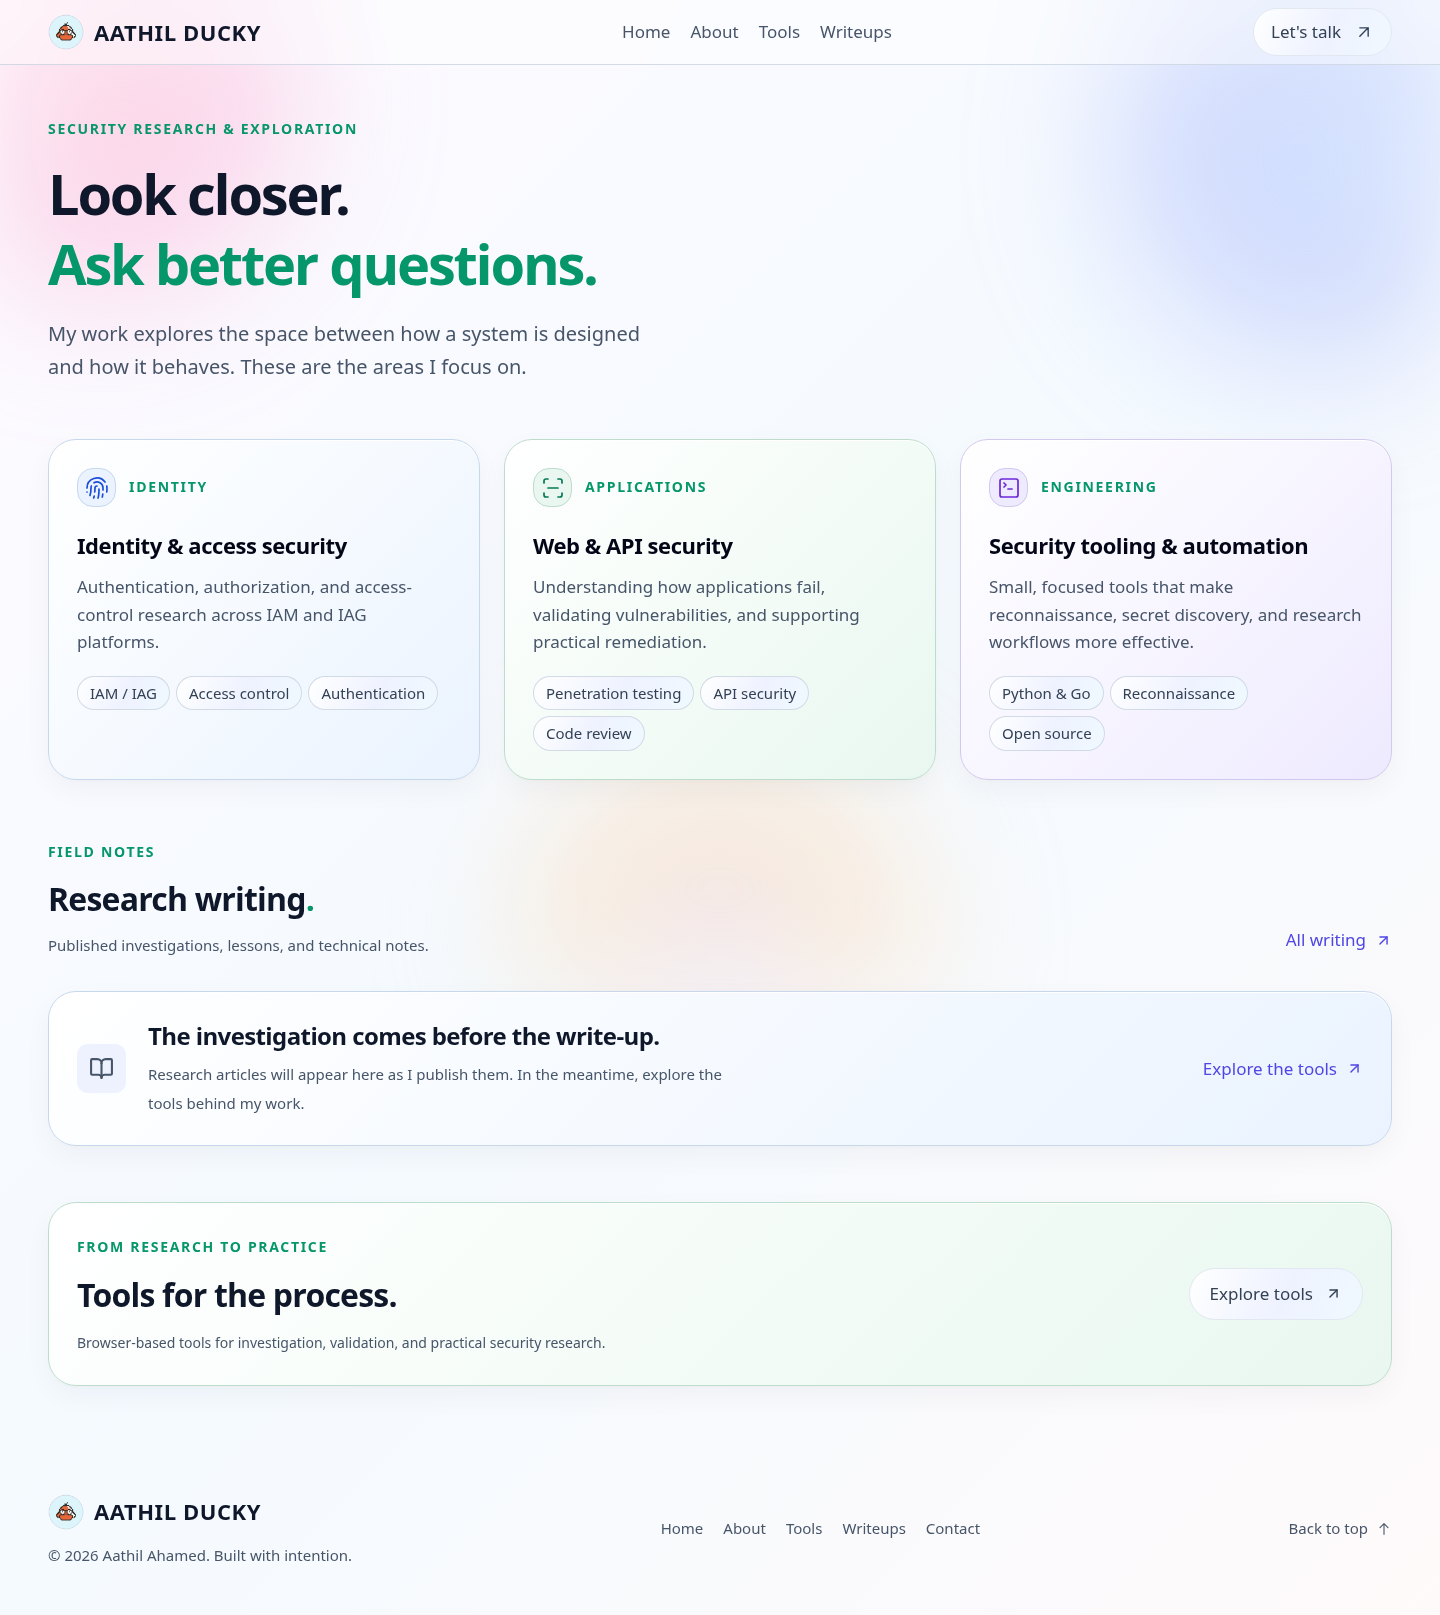 AATHIL DUCKY
Home About Tools Writeups
Let's talk
SECURITY RESEARCH & EXPLORATION
Look closer.
Ask better questions.
My work explores the space between how a system is designed
and how it behaves. These are the areas I focus on.
IDENTITY
Identity & access security
Authentication, authorization, and access-
control research across IAM and IAG
platforms.
IAM / IAG Access control Authentication
APPLICATIONS
Web & API security
Understanding how applications fail,
validating vulnerabilities, and supporting
practical remediation.
Penetration testing API security
Code review
ENGINEERING
Security tooling & automation
Small, focused tools that make
reconnaissance, secret discovery, and research
workflows more effective.
Python & Go Reconnaissance
Open source
FIELD NOTES
Research writing.
Published investigations, lessons, and technical notes.
All writing
The investigation comes before the write-up.
Research articles will appear here as I publish them. In the meantime, explore the
tools behind my work.
Explore the tools
FROM RESEARCH TO PRACTICE
Tools for the process.
Browser-based tools for investigation, validation, and practical security research.
Explore tools
AATHIL DUCKY
© 2026 Aathil Ahamed. Built with intention.
Home About Tools Writeups Contact
Back to top